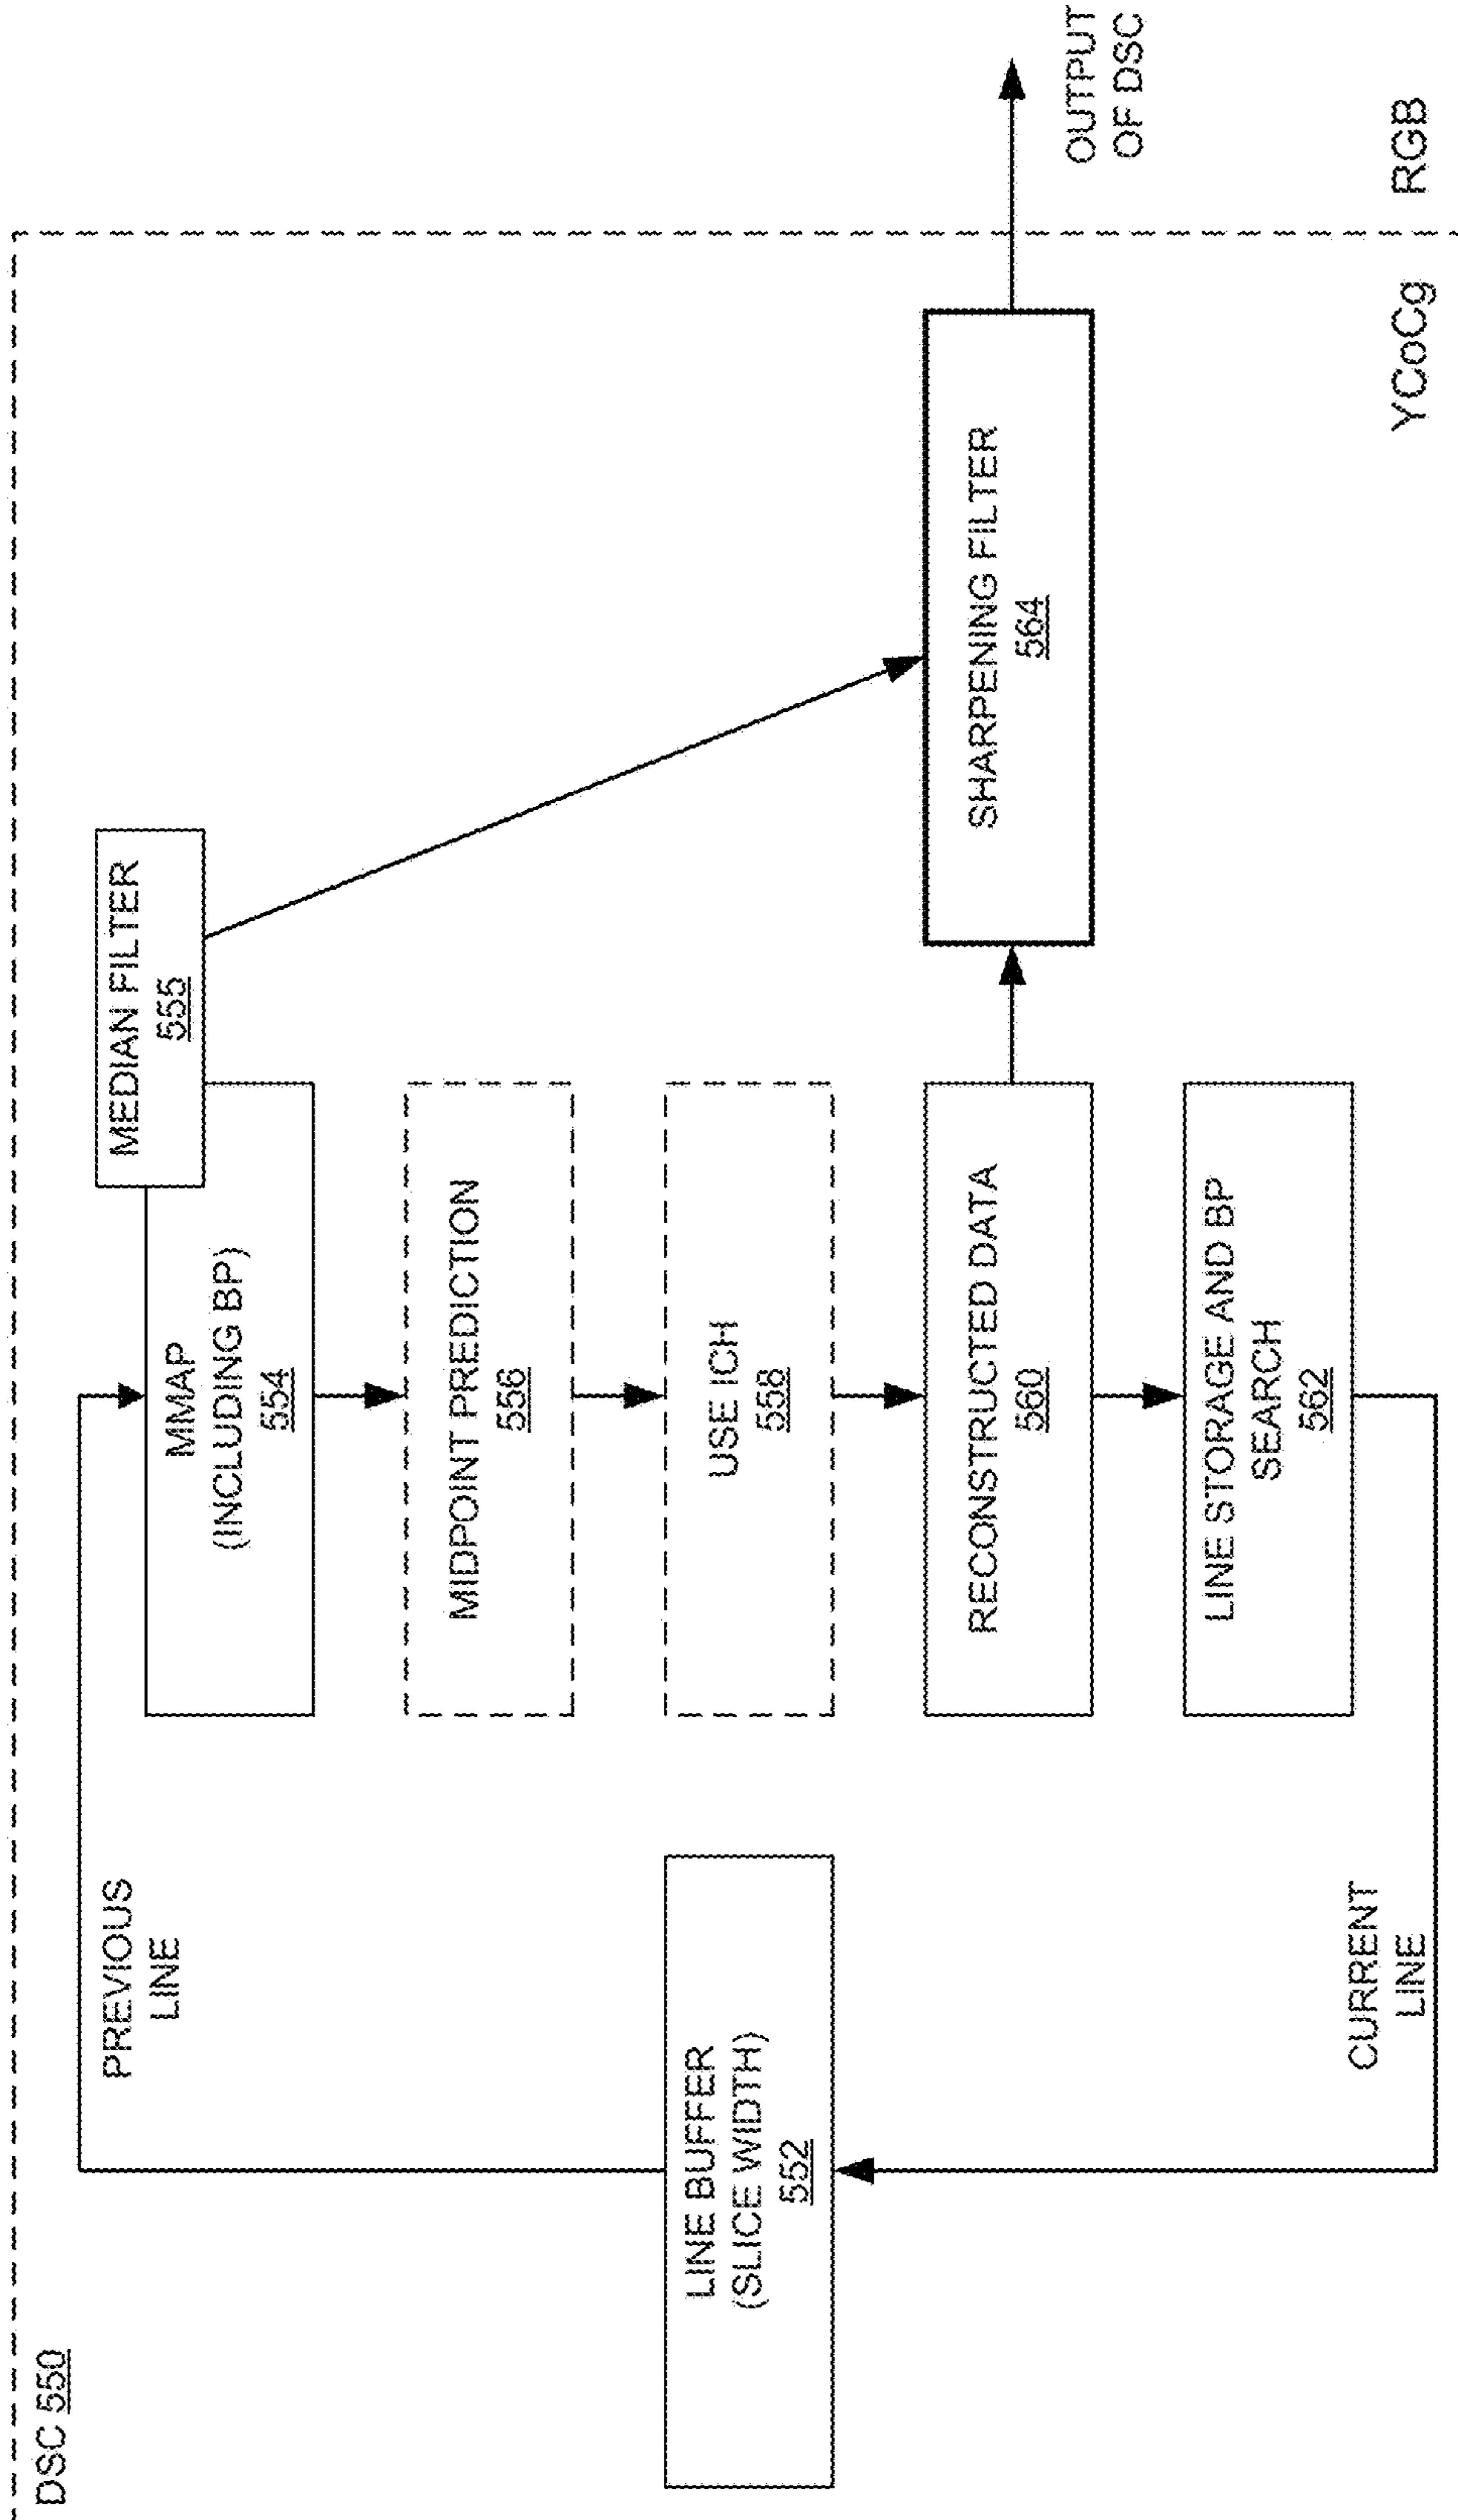 DSC 550
PREVIOUS
LINE
MMAP
(INCLUDING BP)
554
MEDIAN FILTER
555
MIDPOINT PREDICTION
556
LINE BUFFER
(SLICE WIDTH)
552
USE ICH
558
RECONSTRUCTED DATA
560
SHARPENING FILTER
564
OUTPUT
OF DSC
LINE STORAGE AND BP
SEARCH
562
CURRENT
LINE
YCoCg
RGB